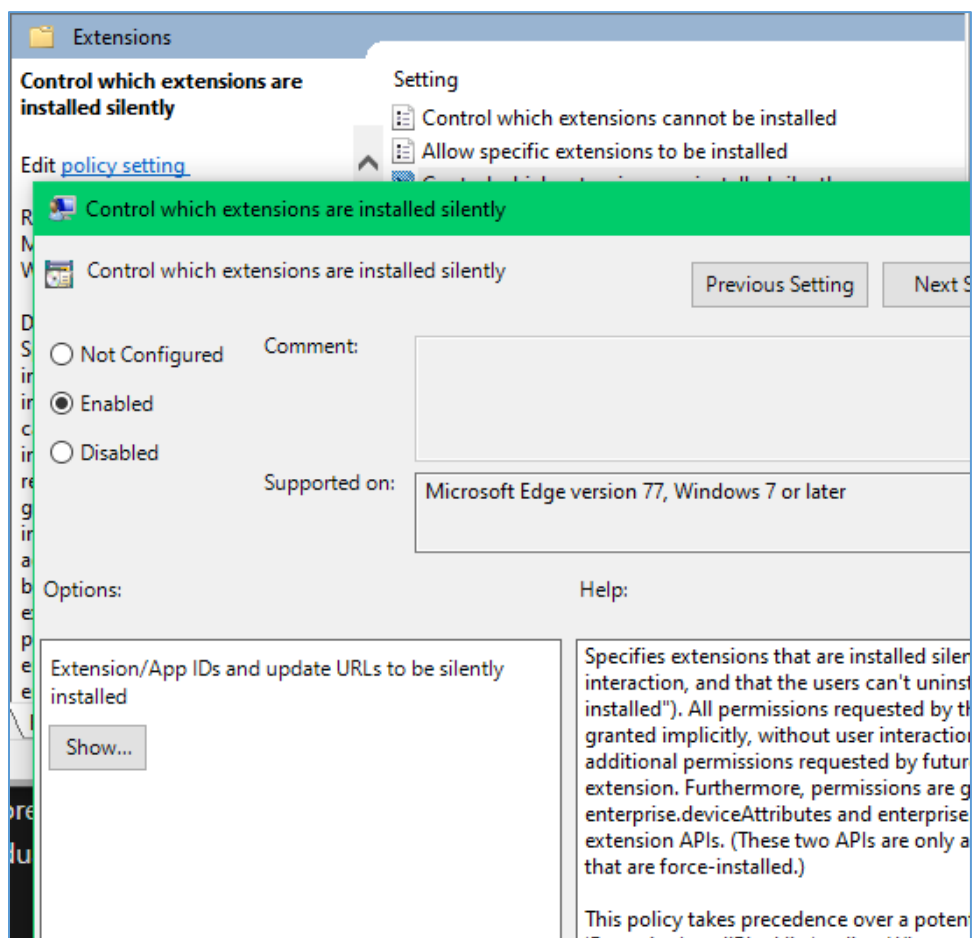 Extensions
Control which extensions are
installed silently
Edit policy setting
Setting
Control which extensions cannot be installed
Allow specific extensions to be installed
Control which extensions are installed silently
Control which extensions are installed silently
Previous Setting
Next S
Not Configured
Enabled
Disabled
Comment:
Supported on:
Microsoft Edge version 77, Windows 7 or later
Options:
Help:
Extension/App IDs and update URLs to be silently
installed
Show...
Specifies extensions that are installed siler
interaction, and that the users can't uninst
installed"). All permissions requested by th
granted implicitly, without user interaction
additional permissions requested by futur
extension. Furthermore, permissions are g
enterprise.deviceAttributes and enterprise
extension APIs. (These two APIs are only a
that are force-installed.)
This policy takes precedence over a poten